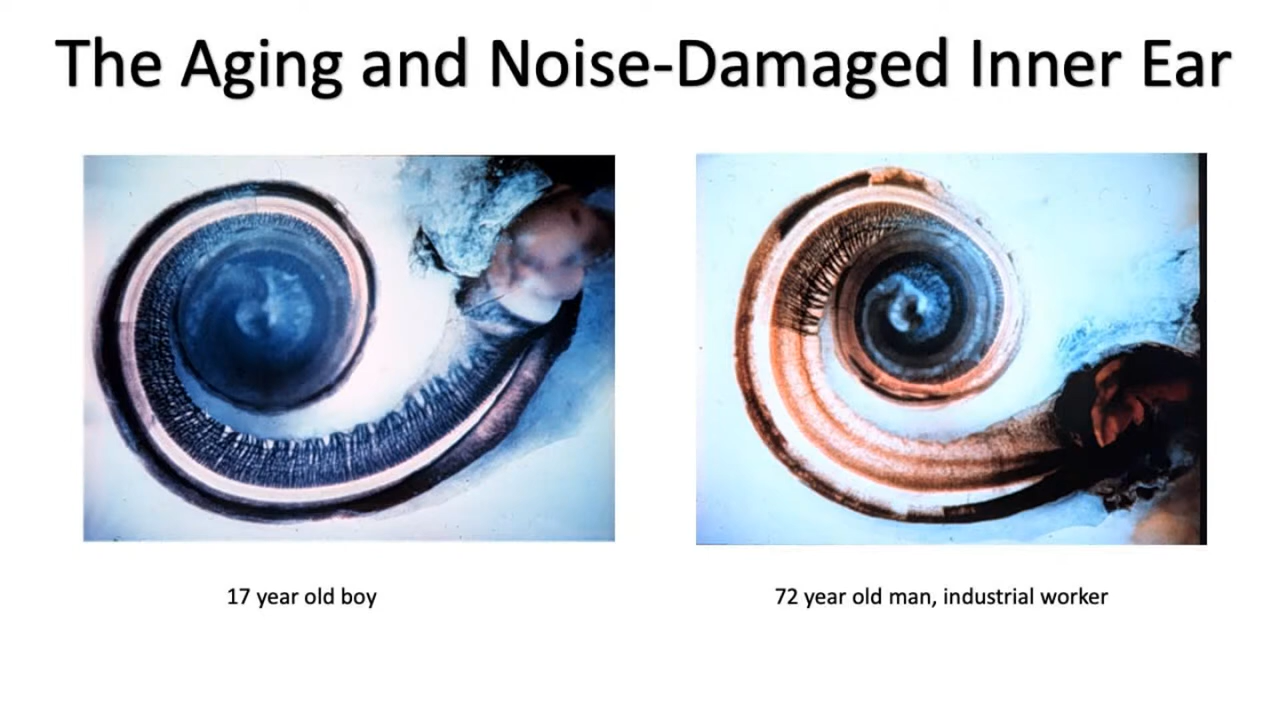 The Aging and Noise-Damaged Inner Ear
17 year old boy
72 year old man, industrial worker